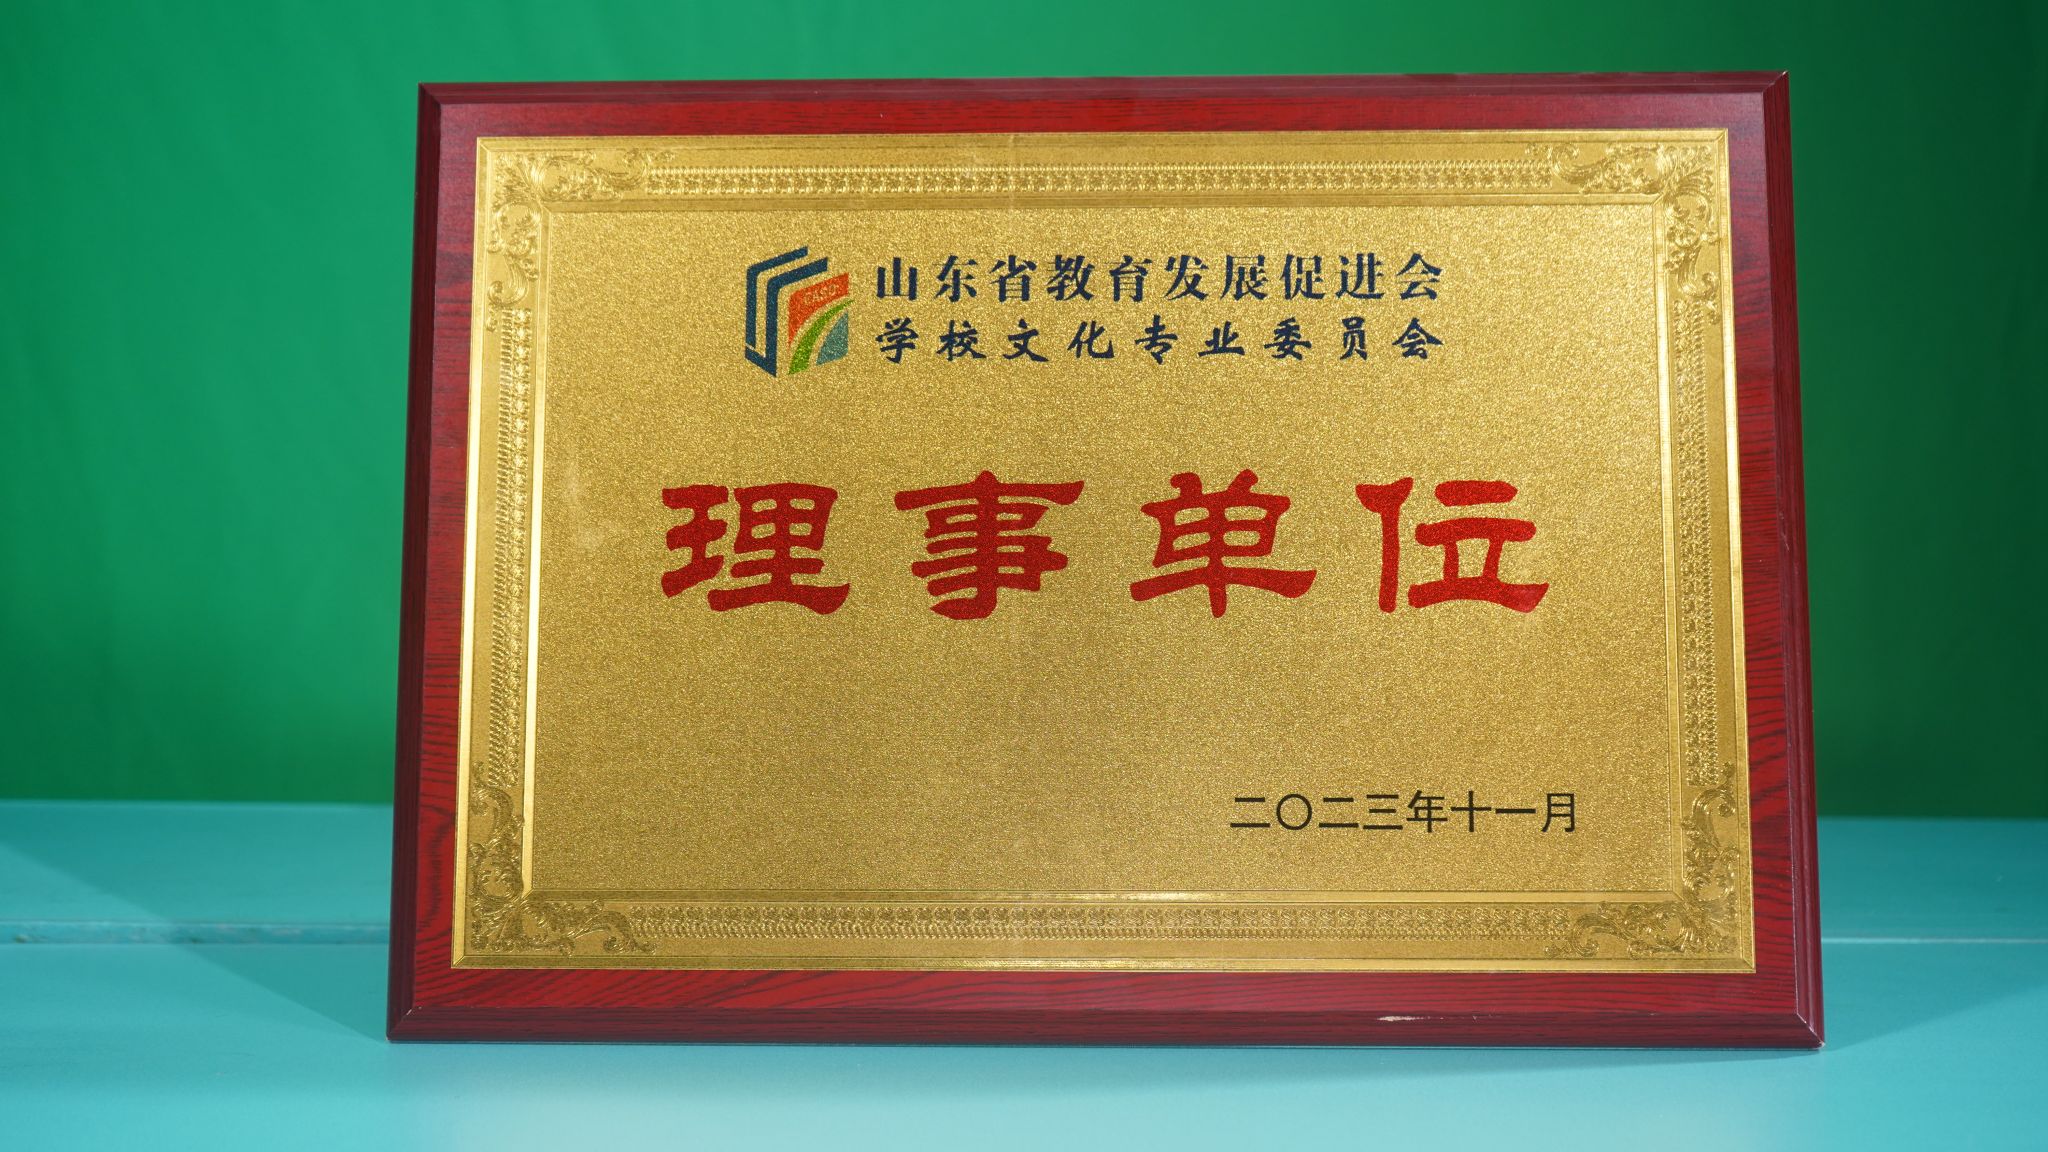 山东省教育发展促进会
学校文化专业委员会
理事单位
二〇二三年十一月